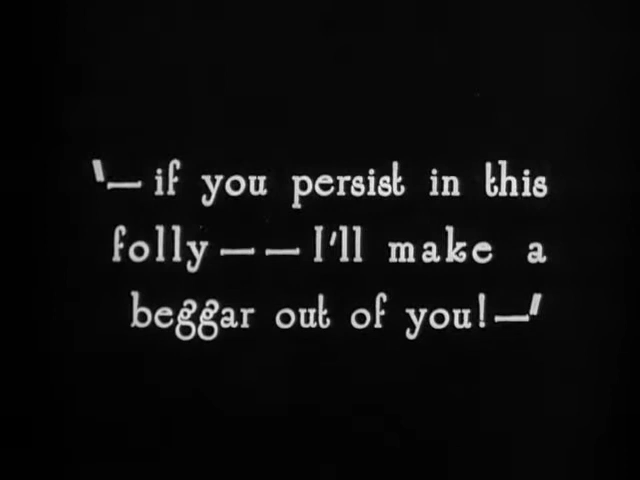 "— if you persist in this
folly — — I'll make a
beggar out of you! —"